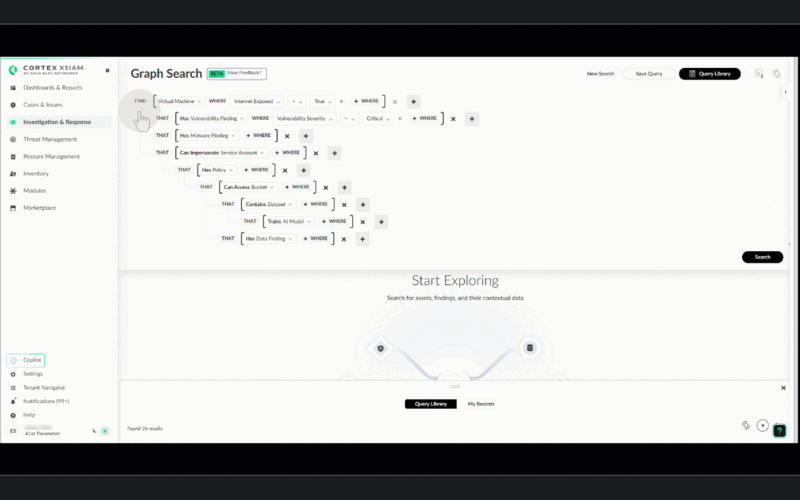 CORTEX XSIAM
BY PALO ALTO NETWORKS
Dashboards & Reports
Cases & Issues
Investigation & Response
Threat Management
Posture Management
Inventory
Modules
Marketplace
Copilot
Settings
Tenant Navigator
Notifications (99+)
Help
ES
41st Parameter
Graph Search BETA Have Feedback?
New Search Save Query Query Library
FIND [ Virtual Machine WHERE Internet Exposed = True × + WHERE ] × +
THAT [ Has Vulnerability Finding WHERE Vulnerability Severity = Critical × + WHERE ] × +
THAT [ Has Malware Finding + WHERE ] × +
THAT [ Can Impersonate Service Account + WHERE ] × +
THAT [ Has Policy + WHERE ] × +
THAT [ Can Access Bucket + WHERE ] × +
THAT [ Contains Dataset + WHERE ] × +
THAT [ Trains AI Model + WHERE ] × +
THAT [ Has Data Finding + WHERE ] × +
Search
Start Exploring
Search for assets, findings, and their contextual data
Query Library My Recents
Found 26 results
?